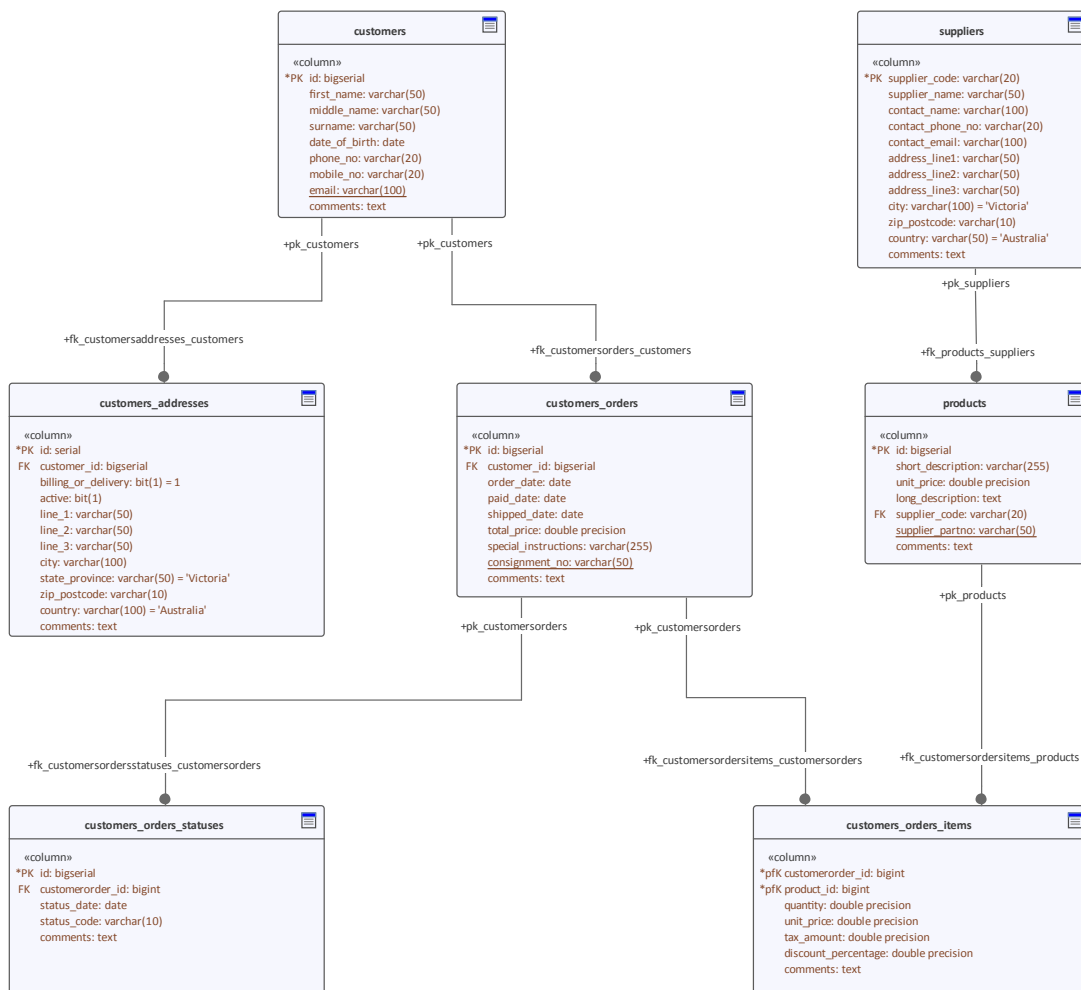 customers
«column»
*PK id: bigserial
first_name: varchar(50)
middle_name: varchar(50)
surname: varchar(50)
date_of_birth: date
phone_no: varchar(20)
mobile_no: varchar(20)
email: varchar(100)
comments: text
suppliers
«column»
*PK supplier_code: varchar(20)
supplier_name: varchar(50)
contact_name: varchar(100)
contact_phone_no: varchar(20)
contact_email: varchar(100)
address_line1: varchar(50)
address_line2: varchar(50)
address_line3: varchar(50)
city: varchar(100) = 'Victoria'
zip_postcode: varchar(10)
country: varchar(50) = 'Australia'
comments: text
+pk_customers
+pk_customers
+pk_suppliers
+fk_customersaddresses_customers
+fk_customersorders_customers
+fk_products_suppliers
customers_addresses
«column»
*PK id: serial
FK customer_id: bigserial
billing_or_delivery: bit(1) = 1
active: bit(1)
line_1: varchar(50)
line_2: varchar(50)
line_3: varchar(50)
city: varchar(100)
state_province: varchar(50) = 'Victoria'
zip_postcode: varchar(10)
country: varchar(100) = 'Australia'
comments: text
customers_orders
«column»
*PK id: bigserial
FK customer_id: bigserial
order_date: date
paid_date: date
shipped_date: date
total_price: double precision
special_instructions: varchar(255)
consignment_no: varchar(50)
comments: text
products
«column»
*PK id: bigserial
short_description: varchar(255)
unit_price: double precision
long_description: text
FK supplier_code: varchar(20)
supplier_partno: varchar(50)
comments: text
+pk_customersorders
+pk_customersorders
+pk_products
+fk_customersordersstatuses_customersorders
+fk_customersordersitems_customersorders
+fk_customersordersitems_products
customers_orders_statuses
«column»
*PK id: bigserial
FK customerorder_id: bigint
status_date: date
status_code: varchar(10)
comments: text
customers_orders_items
«column»
*pfK customerorder_id: bigint
*pfK product_id: bigint
quantity: double precision
unit_price: double precision
tax_amount: double precision
discount_percentage: double precision
comments: text